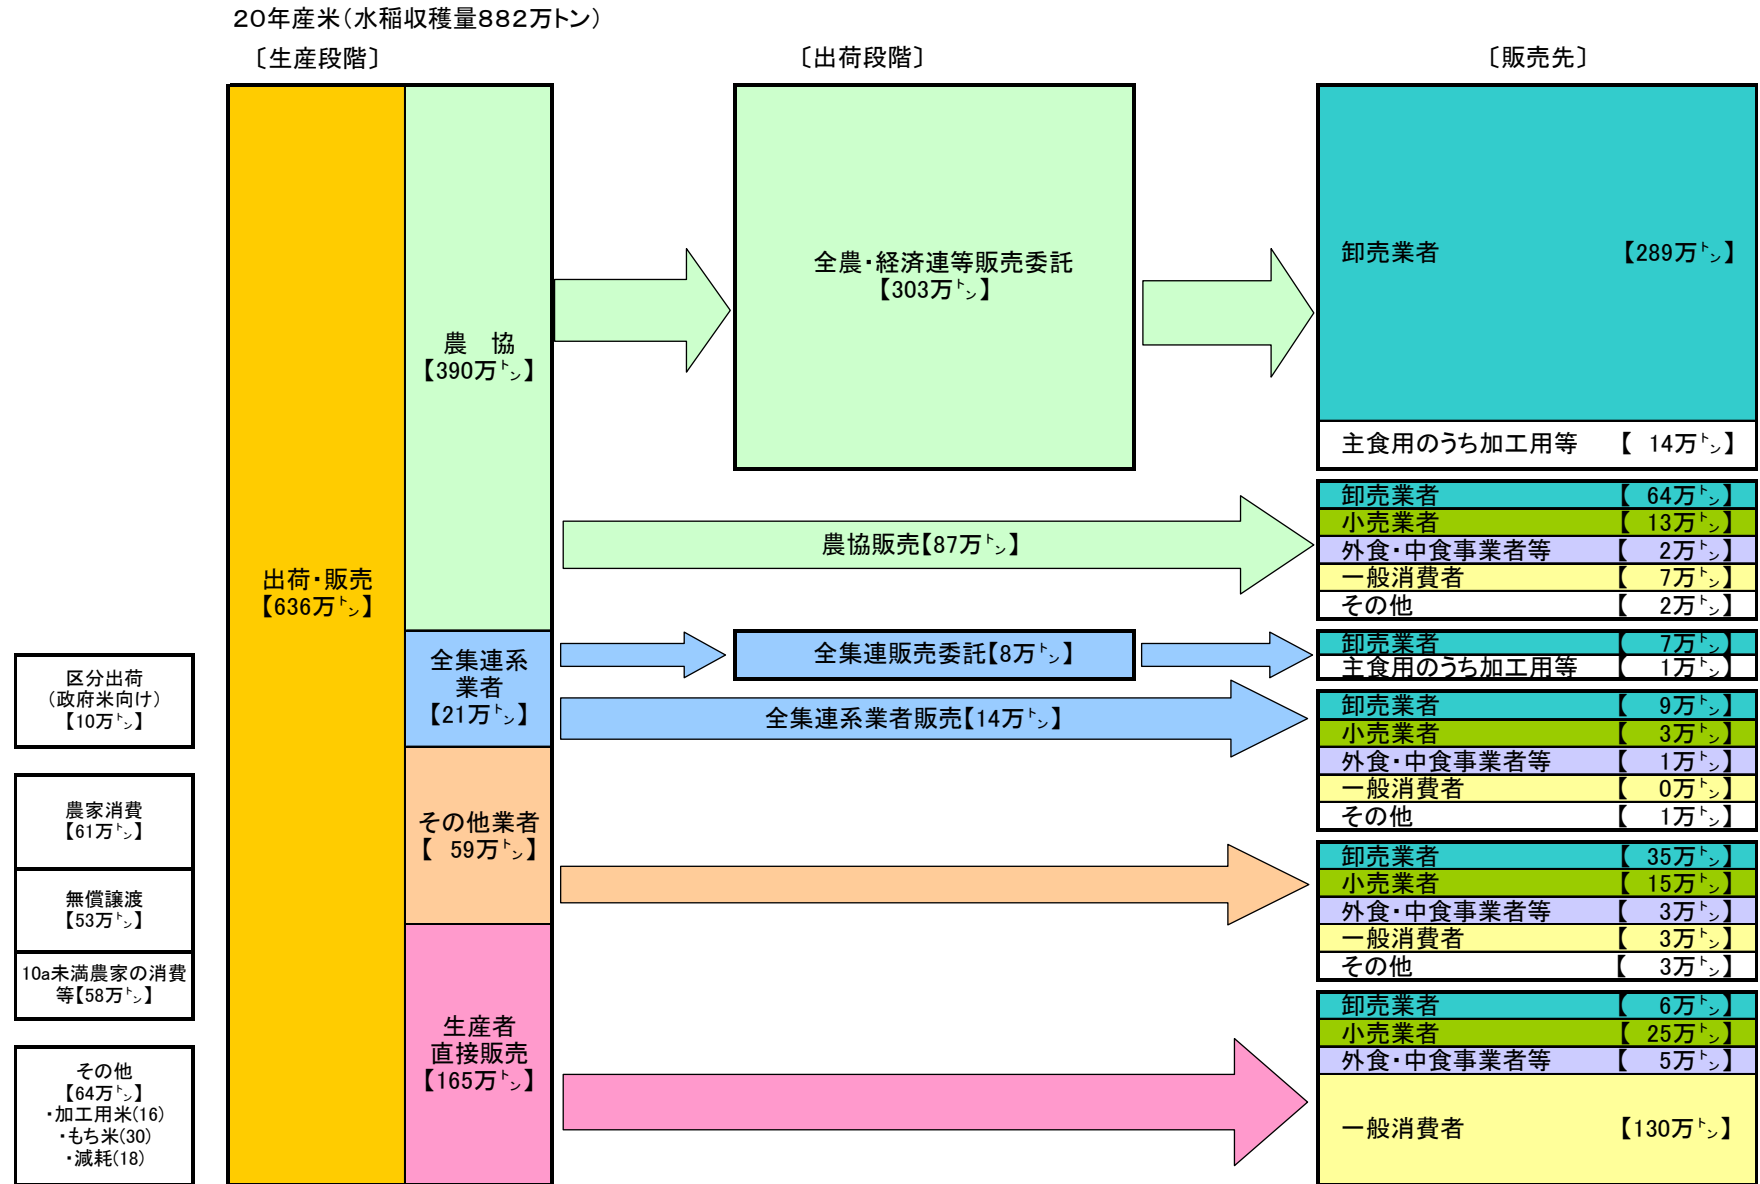 20年産米(水稲収穫量882万トン)
〔生産段階〕
〔出荷段階〕
〔販売先〕
区分出荷
(政府米向け)
【10万㌧】
農家消費
【61万㌧】
無償譲渡
【53万㌧】
10a未満農家の消費
等【58万㌧】
その他
【64万㌧】
・加工用米(16)
・もち米(30)
・減耗(18)
出荷・販売
【636万㌧】
農 協
【390万㌧】
全集連系
業者
【21万㌧】
その他業者
【 59万㌧】
生産者
直接販売
【165万㌧】
全農・経済連等販売委託
【303万㌧】
農協販売【87万㌧】
全集連販売委託【8万㌧】
全集連系業者販売【14万㌧】
卸売業者 【289万㌧】
主食用のうち加工用等 【 14万㌧】
卸売業者 【 64万㌧】
小売業者 【 13万㌧】
外食・中食事業者等 【 2万㌧】
一般消費者 【 7万㌧】
その他 【 2万㌧】
卸売業者 【 7万㌧】
主食用のうち加工用等 【 1万㌧】
卸売業者 【 9万㌧】
小売業者 【 3万㌧】
外食・中食事業者等 【 1万㌧】
一般消費者 【 0万㌧】
その他 【 1万㌧】
卸売業者 【 35万㌧】
小売業者 【 15万㌧】
外食・中食事業者等 【 3万㌧】
一般消費者 【 3万㌧】
その他 【 3万㌧】
卸売業者 【 6万㌧】
小売業者 【 25万㌧】
外食・中食事業者等 【 5万㌧】
一般消費者 【130万㌧】